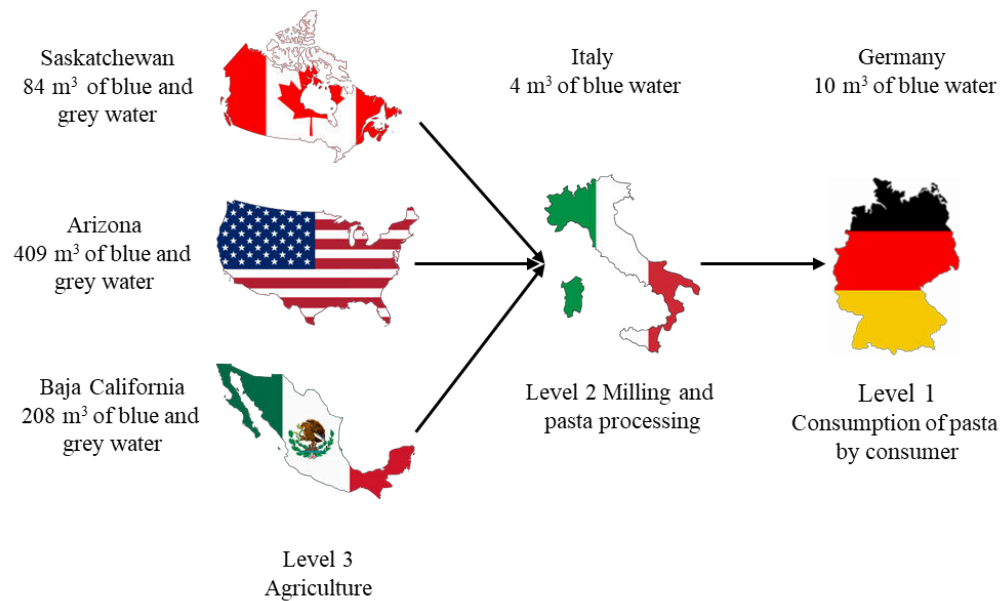 Saskatchewan
84 m³ of blue and
grey water
Italy
4 m³ of blue water
Germany
10 m³ of blue water
Arizona
409 m³ of blue and
grey water
Baja California
208 m³ of blue and
grey water
Level 2 Milling and
pasta processing
Level 1
Consumption of pasta
by consumer
Level 3
Agriculture